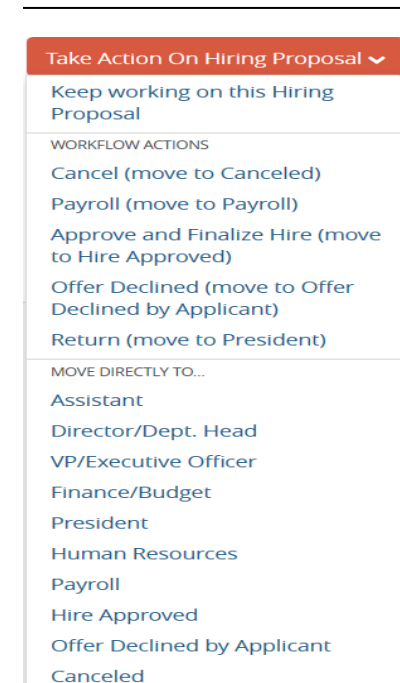 Take Action On Hiring Proposal
Keep working on this Hiring
Proposal
WORKFLOW ACTIONS
Cancel (move to Canceled)
Payroll (move to Payroll)
Approve and Finalize Hire (move
to Hire Approved)
Offer Declined (move to Offer
Declined by Applicant)
Return (move to President)
MOVE DIRECTLY TO...
Assistant
Director/Dept. Head
VP/Executive Officer
Finance/Budget
President
Human Resources
Payroll
Hire Approved
Offer Declined by Applicant
Canceled